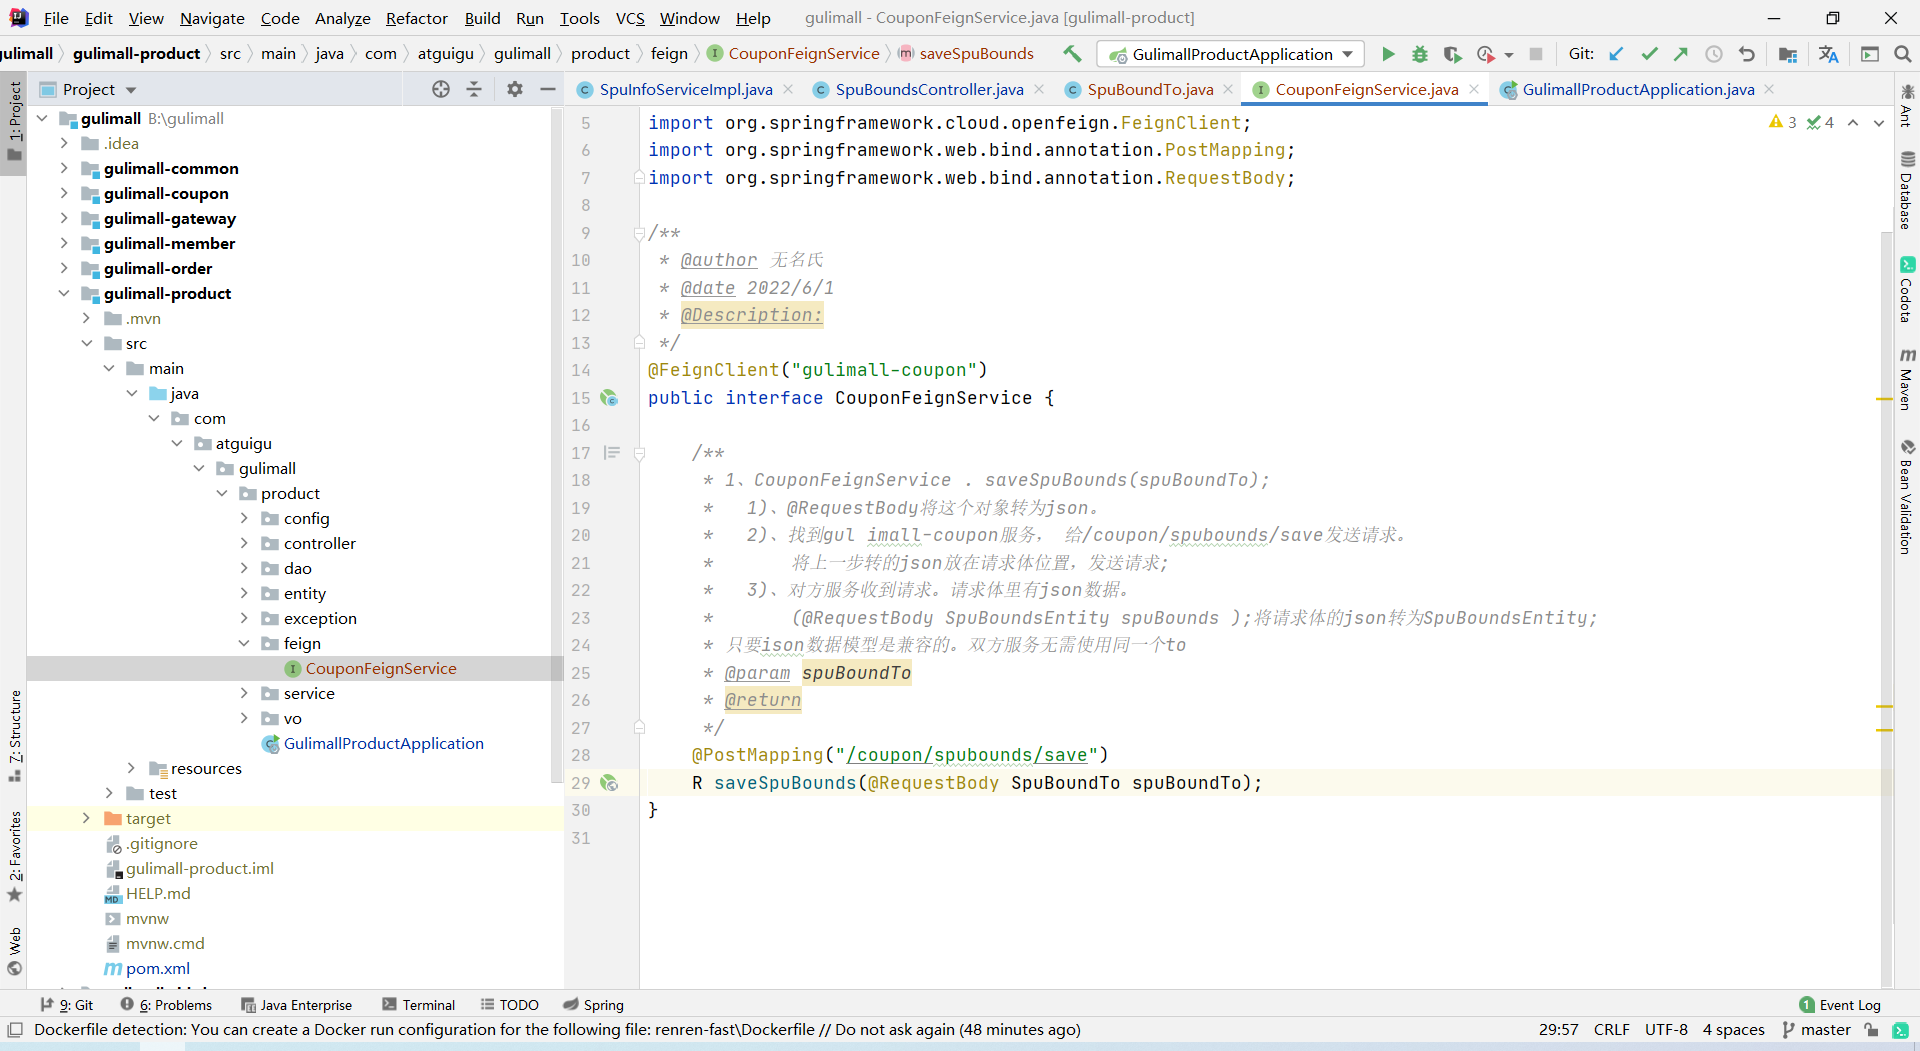 File Edit View Navigate Code Analyze Refactor Build Run Tools VCS Window Help gulimall - CouponFeignService.java [gulimall-product]
gulimall gulimall-product src main java com atguigu gulimall product feign CouponFeignService saveSpuBounds GulimallProductApplication Git:
Project
SpuInfoServiceImpl.java SpuBoundsController.java SpuBoundTo.java CouponFeignService.java GulimallProductApplication.java
1: Project
7: Structure
2: Favorites
Web
gulimall B:\gulimall
.idea
gulimall-common
gulimall-coupon
gulimall-gateway
gulimall-member
gulimall-order
gulimall-product
.mvn
src
main
java
com
atguigu
gulimall
product
config
controller
dao
entity
exception
feign
CouponFeignService
service
vo
GulimallProductApplication
resources
test
target
.gitignore
gulimall-product.iml
HELP.md
mvnw
mvnw.cmd
pom.xml
3 4
5 import org.springframework.cloud.openfeign.FeignClient;
6 import org.springframework.web.bind.annotation.PostMapping;
7 import org.springframework.web.bind.annotation.RequestBody;
8
9 /**
10 * @author 无名氏
11 * @date 2022/6/1
12 * @Description:
13 */
14 @FeignClient("gulimall-coupon")
15 public interface CouponFeignService {
16
17 /**
18 * 1、CouponFeignService . saveSpuBounds(spuBoundTo);
19 * 1)、@RequestBody将这个对象转为json。
20 * 2)、找到gul imall-coupon服务， 给/coupon/spubounds/save发送请求。
21 * 将上一步转的json放在请求体位置，发送请求;
22 * 3)、对方服务收到请求。请求体里有json数据。
23 * (@RequestBody SpuBoundsEntity spuBounds );将请求体的json转为SpuBoundsEntity;
24 * 只要ison数据模型是兼容的。双方服务无需使用同一个to
25 * @param spuBoundTo
26 * @return
27 */
28 @PostMapping("/coupon/spubounds/save")
29 R saveSpuBounds(@RequestBody SpuBoundTo spuBoundTo);
30 }
31
Ant
Database
Codota
Maven
Bean Validation
9: Git 6: Problems Java Enterprise Terminal TODO Spring 1 Event Log
Dockerfile detection: You can create a Docker run configuration for the following file: renren-fast\Dockerfile // Do not ask again (48 minutes ago) 29:57 CRLF UTF-8 4 spaces master